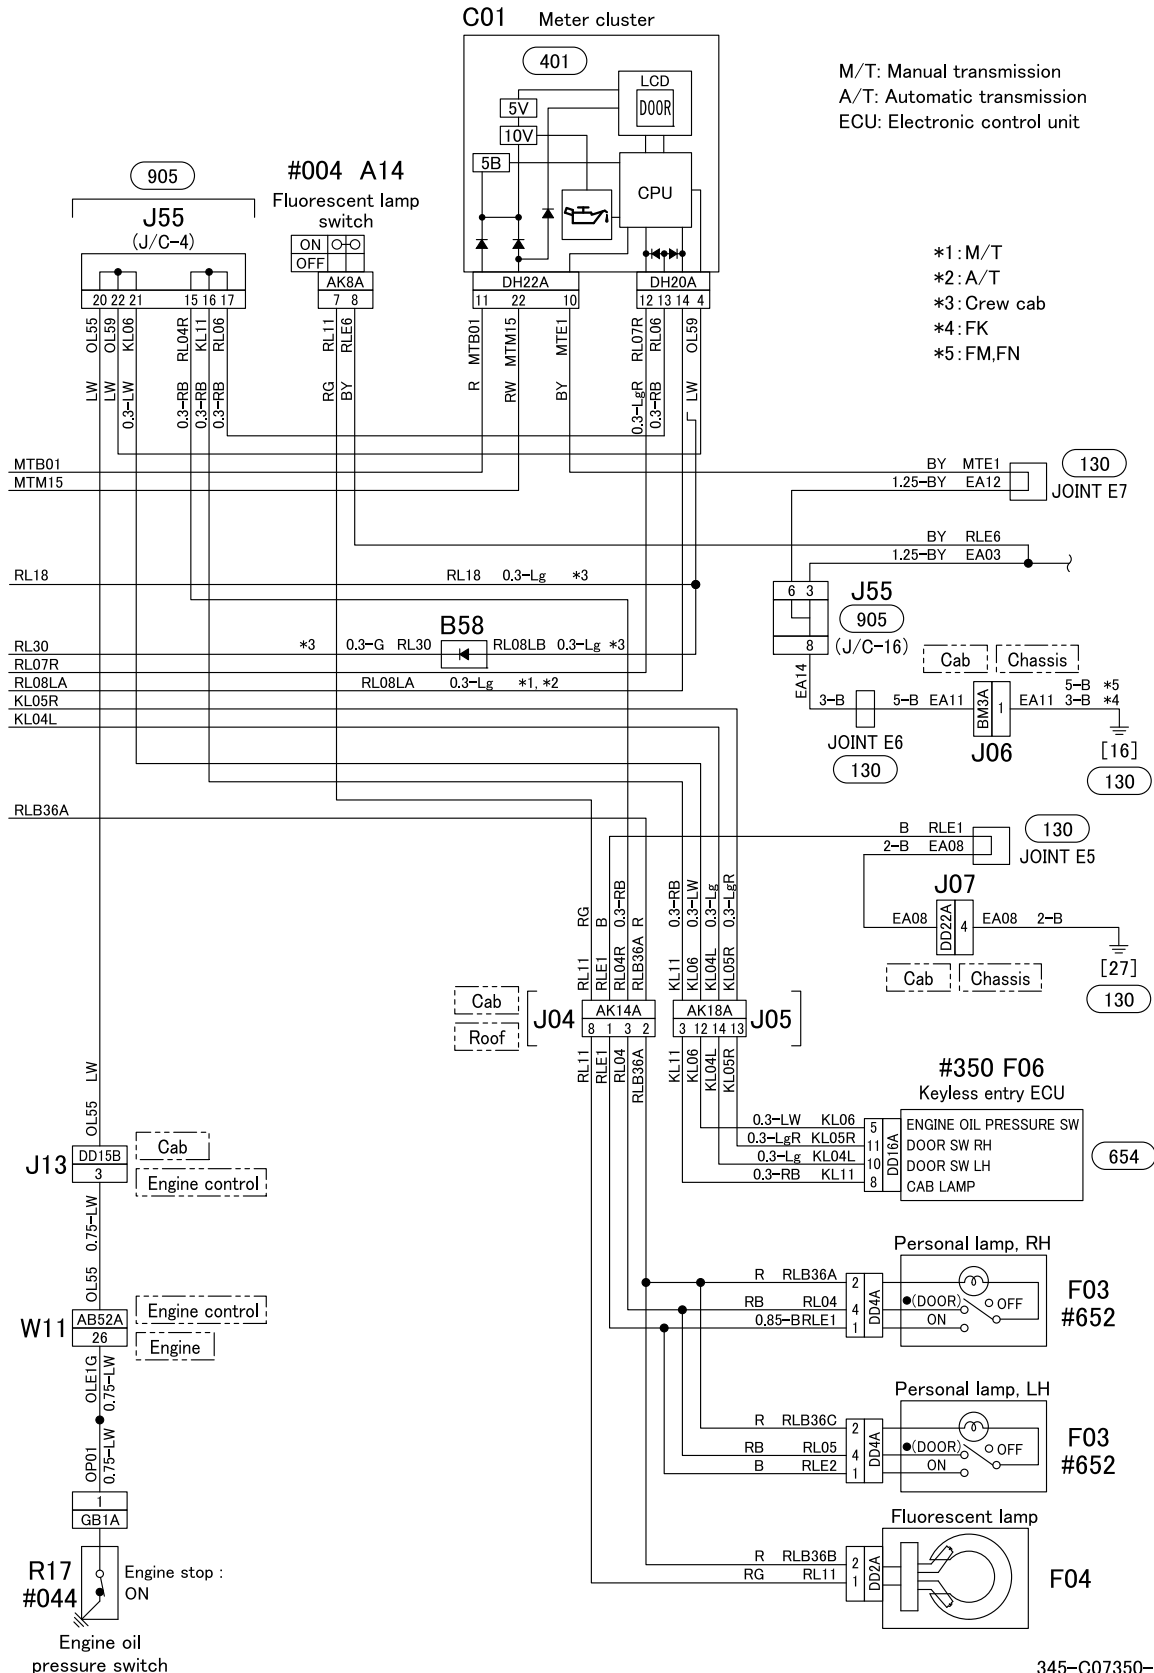 C01 Meter cluster
401
LCD
DOOR
5V
10V
5B
CPU
M/T: Manual transmission
A/T: Automatic transmission
ECU: Electronic control unit
*1: M/T
*2: A/T
*3: Crew cab
*4: FK
*5: FM,FN
905
J55
(J/C-4)
#004 A14
Fluorescent lamp
switch
ON
OFF
AK8A
DH22A
DH20A
20 22 21 15 16 17
7 8
11 22 10
12 13 14 4
OL55
OL59
KL06
RL04R
KL11
RL06
RL11
RLE6
MTB01
MTM15
MTE1
RL07R
RL06
OL59
LW
LW
0.3-LW
0.3-RB
0.3-RB
0.3-RB
RG
BY
R
RW
BY
0.3-LgR
0.3-RB
LW
MTB01
MTM15
BY MTE1
1.25-BY EA12
130
JOINT E7
BY RLE6
1.25-BY EA03
RL18
RL18 0.3-Lg *3
6 3
J55
905
(J/C-16)
8
B58
RL30
*3 0.3-G RL30
RL08LB 0.3-Lg *3
RL07R
RL08LA
RL08LA 0.3-Lg *1, *2
KL05R
KL04L
EA14
Cab
Chassis
3-B
5-B EA11
BM3A
1
EA11
5-B *5
3-B *4
JOINT E6
130
J06
[16]
130
RLB36A
B RLE1
2-B EA08
130
JOINT E5
J07
EA08
DD22A
4
EA08 2-B
Cab
Chassis
[27]
130
RG
B
0.3-RB
R
0.3-RB
0.3-LW
0.3-Lg
0.3-LgR
RL11
RLE1
RL04R
RLB36A
KL11
KL06
KL04L
KL05R
Cab
Roof
J04
AK14A
8 1 3 2
AK18A
3 12 14 13
J05
RL11
RLE1
RL04
RLB36A
KL11
KL06
KL04L
KL05R
#350 F06
Keyless entry ECU
0.3-LW KL06
0.3-LgR KL05R
0.3-Lg KL04L
0.3-RB KL11
5
11
10
8
DD16A
ENGINE OIL PRESSURE SW
DOOR SW RH
DOOR SW LH
CAB LAMP
654
LW
OL55
J13
DD15B
3
Cab
Engine control
0.75-LW
OL55
W11
AB52A
26
Engine control
Engine
OLE1G
0.75-LW
OP01
0.75-LW
1
GB1A
R17
#044
Engine stop :
ON
Engine oil
pressure switch
Personal lamp, RH
R RLB36A
RB RL04
0.85-BRLE1
2
4
1
DD4A
(DOOR)
OFF
ON
F03
#652
Personal lamp, LH
R RLB36C
RB RL05
B RLE2
2
4
1
DD4A
(DOOR)
OFF
ON
F03
#652
Fluorescent lamp
R RLB36B
RG RL11
2
1
DD2A
F04
345-C07350-